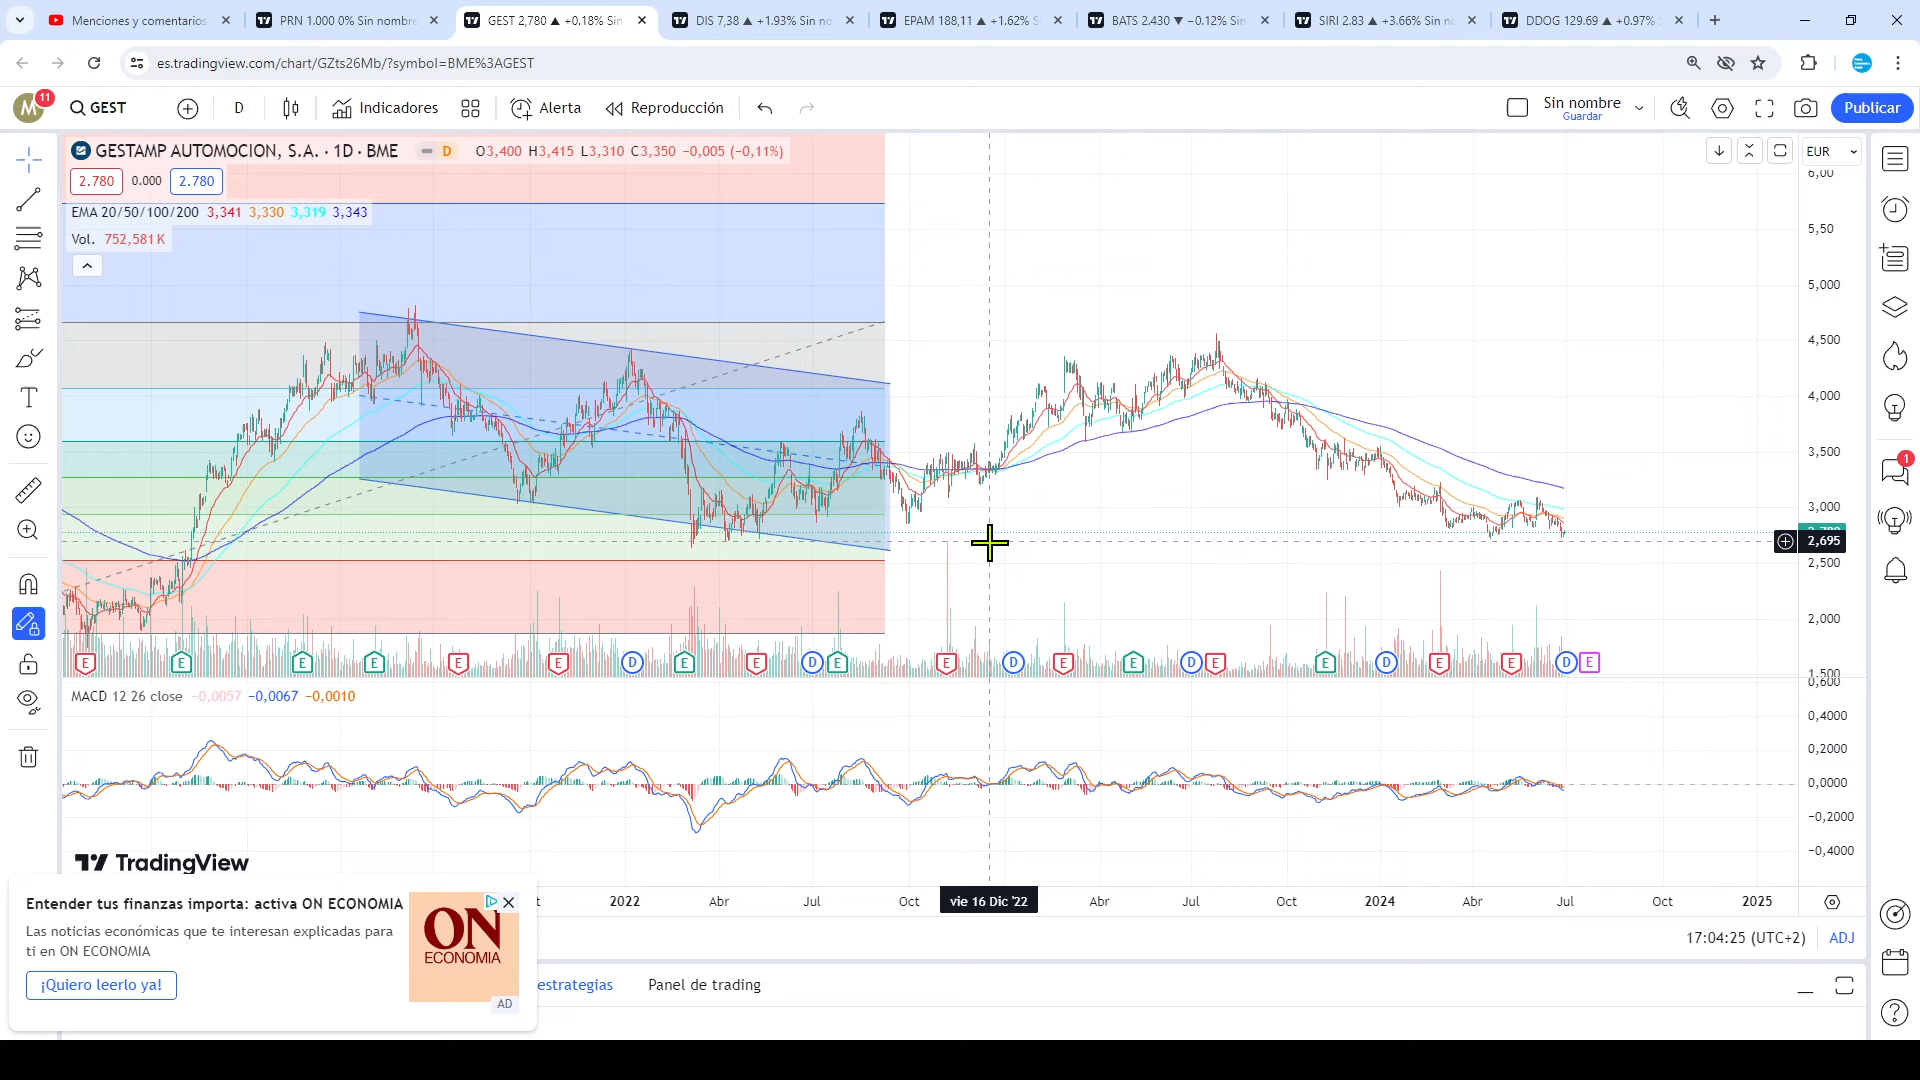 Menciones y comentarios
PRN 1.000 0% Sin nombre
GEST 2,780 ▲ +0.18% Sin
DIS 7,38 ▲ +1.93% Sin no
EPAM 188,11 ▲ +1.62% S
BATS 2.430 ▼ −0.12% Sin
SIRI 2.83 ▲ +3.66% Sin no
DDOG 129.69 ▲ +0.97% S
es.tradingview.com/chart/GZts26Mb/?symbol=BME%3AGEST
M
11
GEST
D
Indicadores
Alerta
Reproducción
Sin nombre
Guardar
Publicar
GESTAMP AUTOMOCION, S.A. · 1D · BME
D
O3,400 H3,415 L3,310 C3,350 −0,005 (−0,11%)
EUR
2.780 0.000 2.780
EMA 20/50/100/200 3,341 3,330 3,319 3,343
Vol. 752,581 K
6,00
5,50
5,000
4,500
4,000
3,500
3,000
2,695
2,500
2,000
1,500
1
E E E E E E D E E D E E D E E D E E D E E D E
MACD 12 26 close −0,0057 −0,0067 −0,0010
0,600
0,4000
0,2000
0,0000
−0,2000
−0,4000
TradingView
2022 Abr Jul Oct vie 16 Dic '22 Abr Jul Oct 2024 Abr Jul Oct 2025
17:04:25 (UTC+2) ADJ
Entender tus finanzas importa: activa ON ECONOMIA
Las noticias económicas que te interesan explicadas para
ti en ON ECONOMIA
¡Quiero leerlo ya!
ON
ECONOMIA
AD
estrategias
Panel de trading